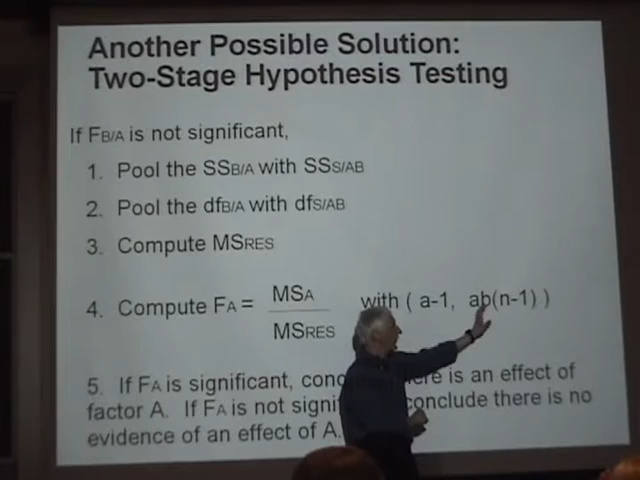 Another Possible Solution:
Two-Stage Hypothesis Testing
If FB/A is not significant,
1. Pool the SSB/A with SSS/AB
2. Pool the dfB/A with dfS/AB
3. Compute MSRES
4. Compute FA = MSA / MSRES with ( a-1, ab(n-1) )
5. If FA is significant, is an effect of
factor A. If FA is not conclude there is no
evidence of an effect of A.